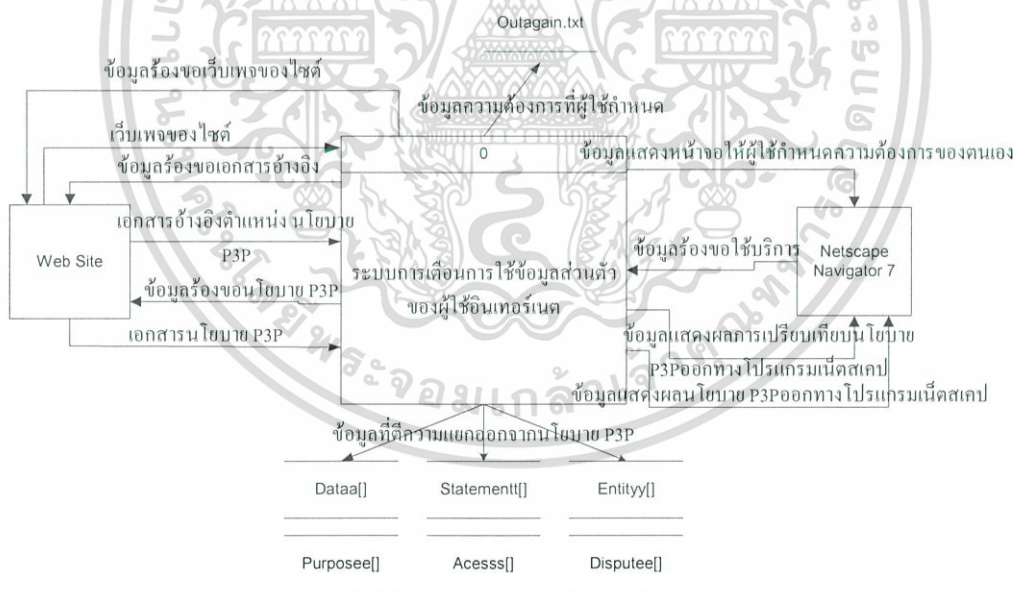 Outagain.txt
ข้อมูลร้องขอเว็บเพจของไซต์
ข้อมูลความต้องการที่ผู้ใช้กำหนด
เว็บเพจของไซต์
0
ข้อมูลแสดงหน้าจอให้ผู้ใช้กำหนดความต้องการของตนเอง
ข้อมูลร้องขอเอกสารอ้างอิง
เอกสารอ้างอิงตำแหน่ง นโยบาย
P3P
Web Site
ข้อมูลร้องขอนโยบาย P3P
เอกสารนโยบาย P3P
ระบบการเตือนการใช้ข้อมูลส่วนตัว
ของผู้ใช้อินเทอร์เนต
ข้อมูลร้องขอใช้บริการ
Netscape
Navigator 7
ข้อมูลแสดงผลการเปรียบเทียบนโยบาย
P3Pออกทางโปรแกรมเน็ตสเคป
ข้อมูลแสดงผลนโยบาย P3Pออกทางโปรแกรมเน็ตสเคป
ข้อมูลที่ตีความแยกออกจากนโยบาย P3P
Dataa[]
Statementt[]
Entityy[]
Purposee[]
Acesss[]
Disputee[]